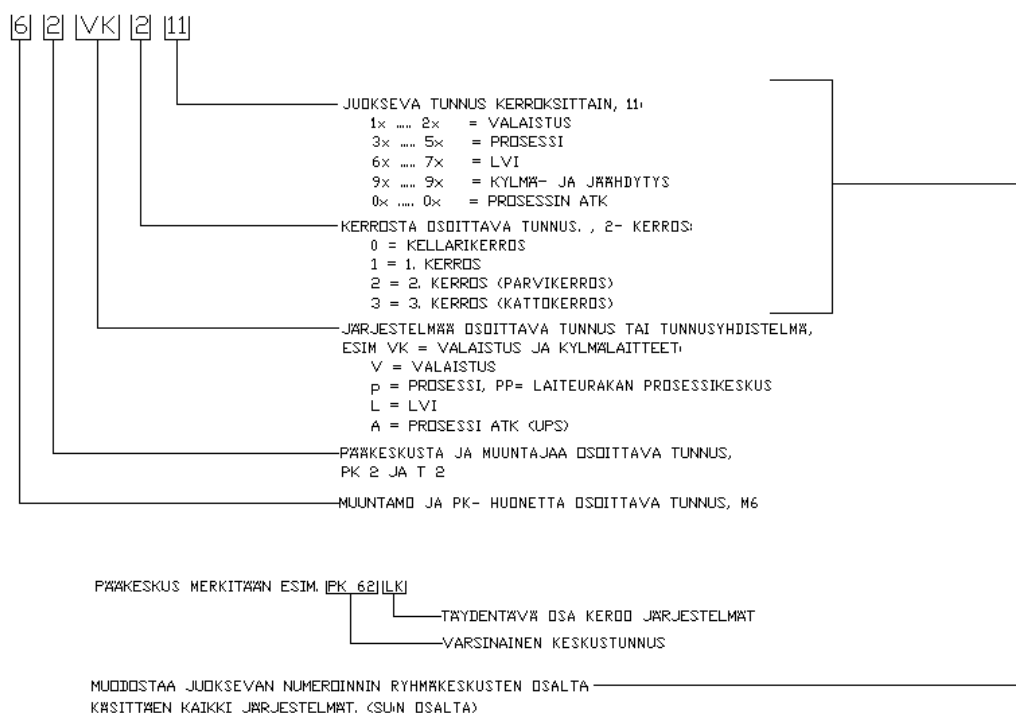 6 2 VK 2 11
JUOKSEVA TUNNUS KERROKSITTAIN, 11:
1x .... 2x = VALAISTUS
3x .... 5x = PROSESSI
6x .... 7x = LVI
9x .... 9x = KYLMÄ- JA JÄÄHDYTYS
0x ..... 0x = PROSESSIN ATK
KERROSTA OSOITTAVA TUNNUS. , 2- KERROS:
0 = KELLARIKERROS
1 = 1. KERROS
2 = 2. KERROS (PARVIKERROS)
3 = 3. KERROS (KATTOKERROS)
JÄRJESTELMÄÄ OSOITTAVA TUNNUS TAI TUNNUSYHDISTELMÄ,
ESIM VK = VALAISTUS JA KYLMÄLAITTEET:
V = VALAISTUS
p = PROSESSI, PP= LAITEURAKAN PROSESSIKESKUS
L = LVI
A = PROSESSI ATK (UPS)
PÄÄKESKUSTA JA MUUNTAJAA OSOITTAVA TUNNUS,
PK 2 JA T 2
MUUNTAMO JA PK- HUONETTA OSOITTAVA TUNNUS, M6
PÄÄKESKUS MERKITÄÄN ESIM. PK 62 LK
TÄYDENTÄVÄ OSA KEROO JÄRJESTELMÄT
VARSINAINEN KESKUSTUNNUS
MUODOSTAA JUOKSEVAN NUMEROINNIN RYHMÄKESKUSTEN OSALTA
KÄSITTÄEN KAIKKI JÄRJESTELMÄT. (SU:N OSALTA)